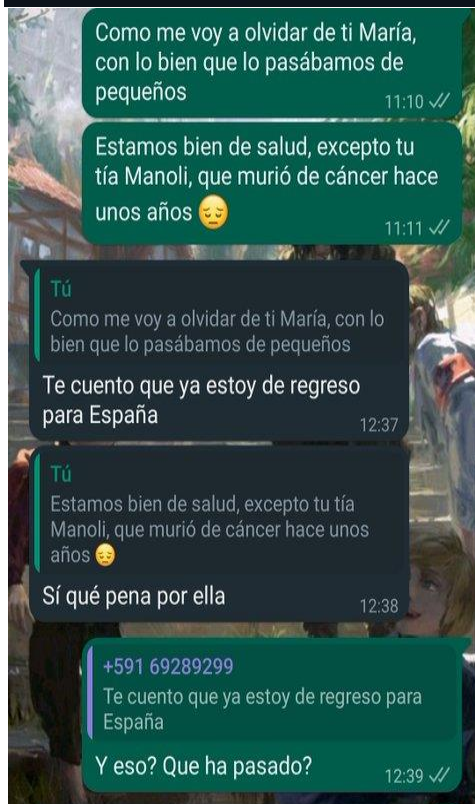 Como me voy a olvidar de ti María,
con lo bien que lo pasábamos de
pequeños
11:10
Estamos bien de salud, excepto tu
tía Manoli, que murió de cáncer hace
unos años 😔
11:11
Tú
Como me voy a olvidar de ti María, con lo
bien que lo pasábamos de pequeños
Te cuento que ya estoy de regreso
para España
12:37
Tú
Estamos bien de salud, excepto tu tía
Manoli, que murió de cáncer hace unos
años 😔
Sí qué pena por ella
12:38
+591 69289299
Te cuento que ya estoy de regreso para
España
Y eso? Que ha pasado?
12:39